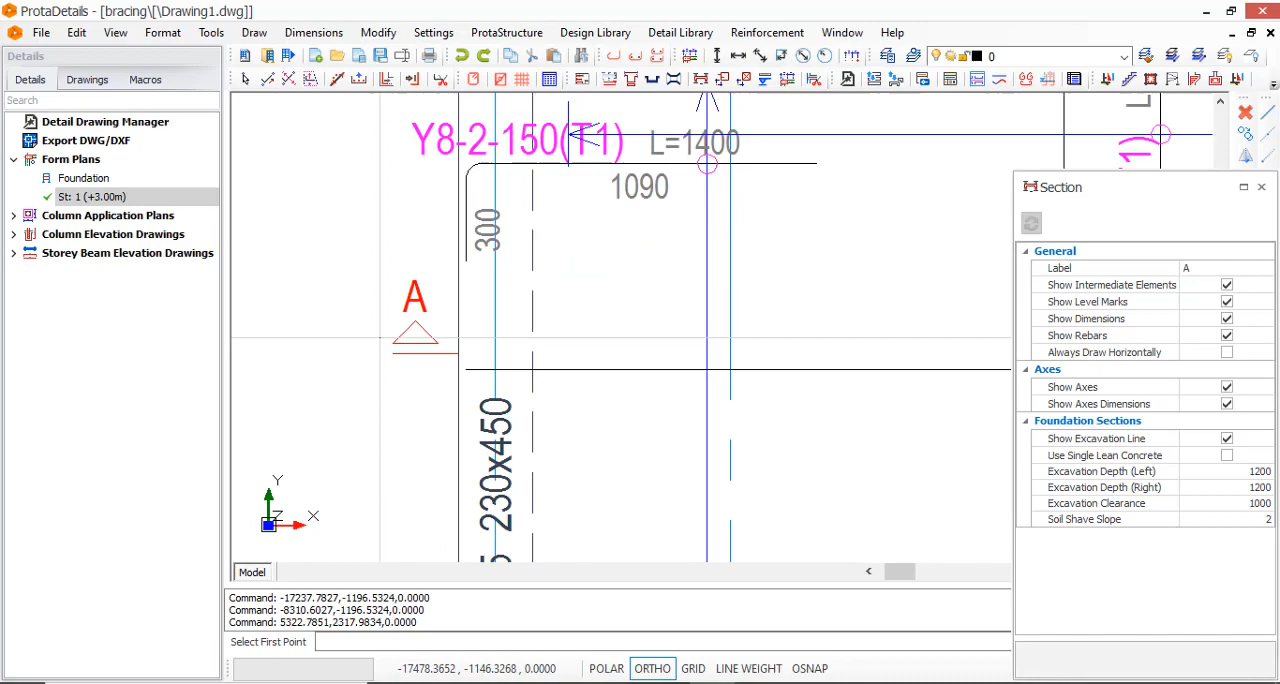 ProtaDetails - [bracing\[\Drawing1.dwg]]
File Edit View Format Tools Draw Dimensions Modify Settings ProtaStructure Design Library Detail Library Reinforcement Window Help
Details
Details Drawings Macros
Search
Detail Drawing Manager
Export DWG/DXF
Form Plans
Foundation
St: 1 (+3.00m)
Column Application Plans
Column Elevation Drawings
Storey Beam Elevation Drawings
0
Y8-2-150(T1)
L=1400
1090
300
A
230x450
Y
Z
X
L
1)
Model
Command: -17237.7827,-1196.5324,0.0000
Command: -8310.6027,-1196.5324,0.0000
Command: 5322.7851,2317.9834,0.0000
Select First Point
-17478.3652 , -1146.3268 , 0.0000
POLAR ORTHO GRID LINE WEIGHT OSNAP
Section
General
Label A
Show Intermediate Elements
Show Level Marks
Show Dimensions
Show Rebars
Always Draw Horizontally
Axes
Show Axes
Show Axes Dimensions
Foundation Sections
Show Excavation Line
Use Single Lean Concrete
Excavation Depth (Left) 1200
Excavation Depth (Right) 1200
Excavation Clearance 1000
Soil Shave Slope 2